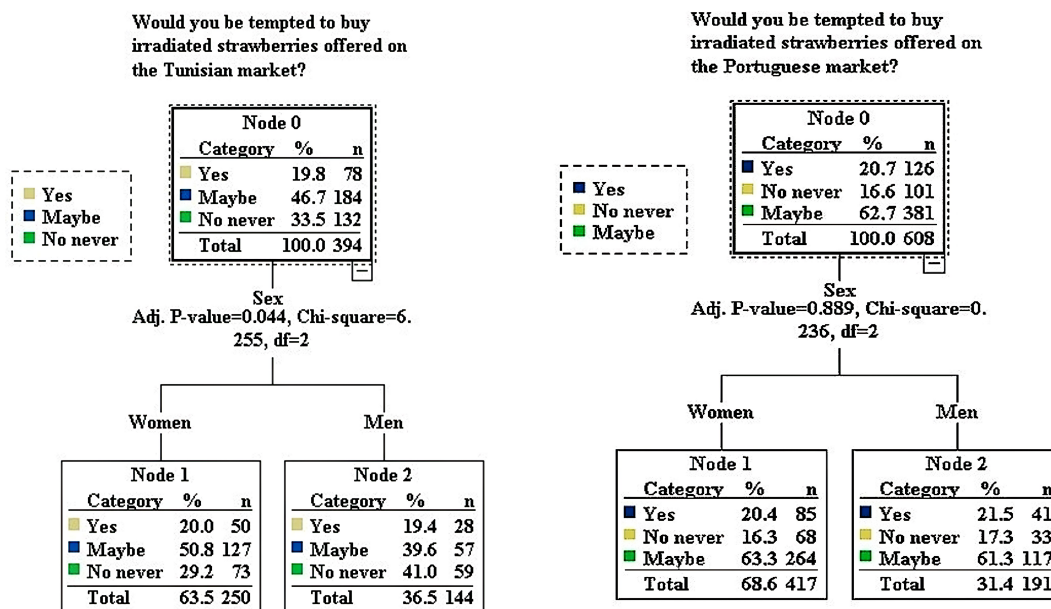 Would you be tempted to buy
irradiated strawberries offered on
the Tunisian market?
Node 0
Category % n
Yes 19.8 78
Maybe 46.7 184
No never 33.5 132
Total 100.0 394
Yes
Maybe
No never
Sex
Adj. P-value=0.044, Chi-square=6.
255, df=2
Women
Men
Node 1
Category % n
Yes 20.0 50
Maybe 50.8 127
No never 29.2 73
Total 63.5 250
Node 2
Category % n
Yes 19.4 28
Maybe 39.6 57
No never 41.0 59
Total 36.5 144
Would you be tempted to buy
irradiated strawberries offered on
the Portuguese market?
Node 0
Category % n
Yes 20.7 126
No never 16.6 101
Maybe 62.7 381
Total 100.0 608
Yes
No never
Maybe
Sex
Adj. P-value=0.889, Chi-square=0.
236, df=2
Women
Men
Node 1
Category % n
Yes 20.4 85
No never 16.3 68
Maybe 63.3 264
Total 68.6 417
Node 2
Category % n
Yes 21.5 41
No never 17.3 33
Maybe 61.3 117
Total 31.4 191